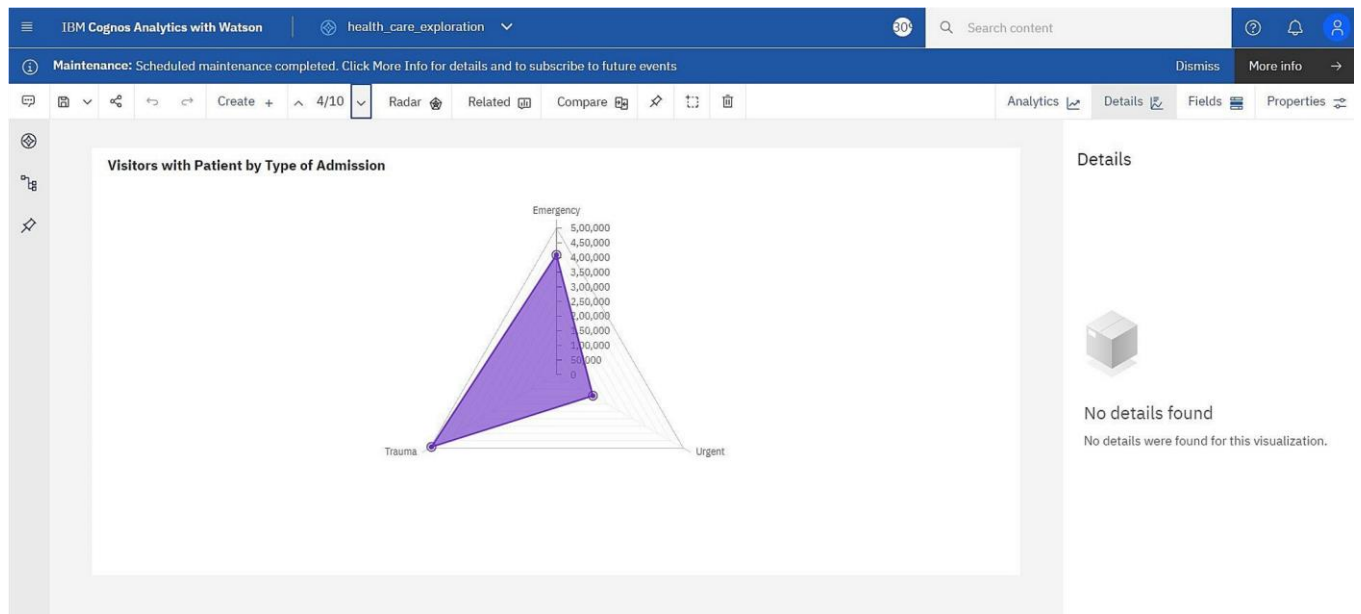 IBM Cognos Analytics with Watson
health_care_exploration
Search content
Maintenance: Scheduled maintenance completed. Click More Info for details and to subscribe to future events
Dismiss
More info
Create
4/10
Radar
Related
Compare
Analytics
Details
Fields
Properties
Visitors with Patient by Type of Admission
Emergency
5,00,000
4,50,000
4,00,000
3,50,000
3,00,000
2,50,000
2,00,000
1,50,000
1,00,000
50,000
0
Trauma
Urgent
Details
No details found
No details were found for this visualization.